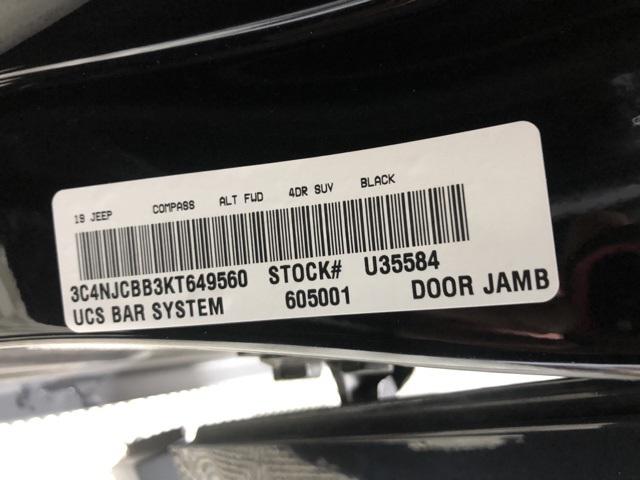 19 JEEP COMPASS ALT FWD 4DR SUV BLACK
3C4NJCBB3KT649560 STOCK# U35584
UCS BAR SYSTEM 605001 DOOR JAMB